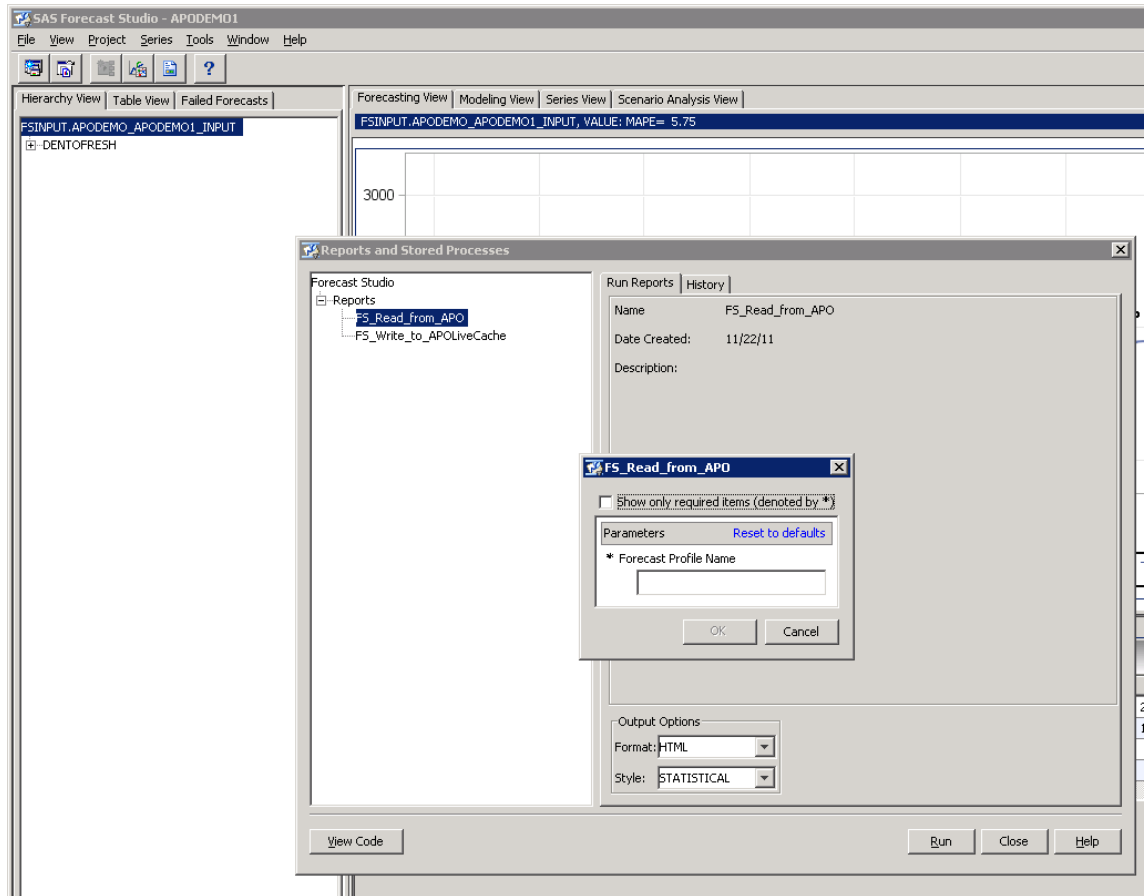 SAS Forecast Studio - APODEMO1
File View Project Series Tools Window Help
?
Hierarchy View Table View Failed Forecasts
Forecasting View Modeling View Series View Scenario Analysis View
FSINPUT.APODEMO_APODEMO1_INPUT
DENTOFRESH
FSINPUT.APODEMO_APODEMO1_INPUT, VALUE: MAPE= 5.75
3000
Reports and Stored Processes
Forecast Studio
Reports
FS_Read_from_APO
FS_Write_to_APOLiveCache
Run Reports History
Name FS_Read_from_APO
Date Created: 11/22/11
Description:
FS_Read_from_APO
Show only required items (denoted by *)
Parameters Reset to defaults
* Forecast Profile Name
OK Cancel
Output Options
Format: HTML
Style: STATISTICAL
View Code Run Close Help